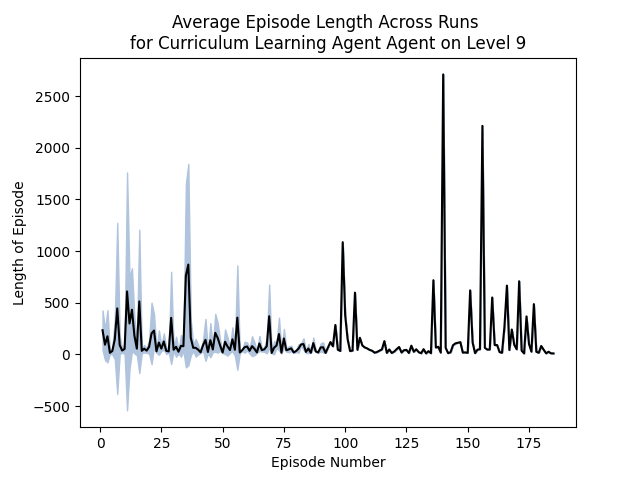 Average Episode Length Across Runs
for Curriculum Learning Agent Agent on Level 9
Length of Episode
2500
2000
1500
1000
500
0
−500
0 25 50 75 100 125 150 175
Episode Number